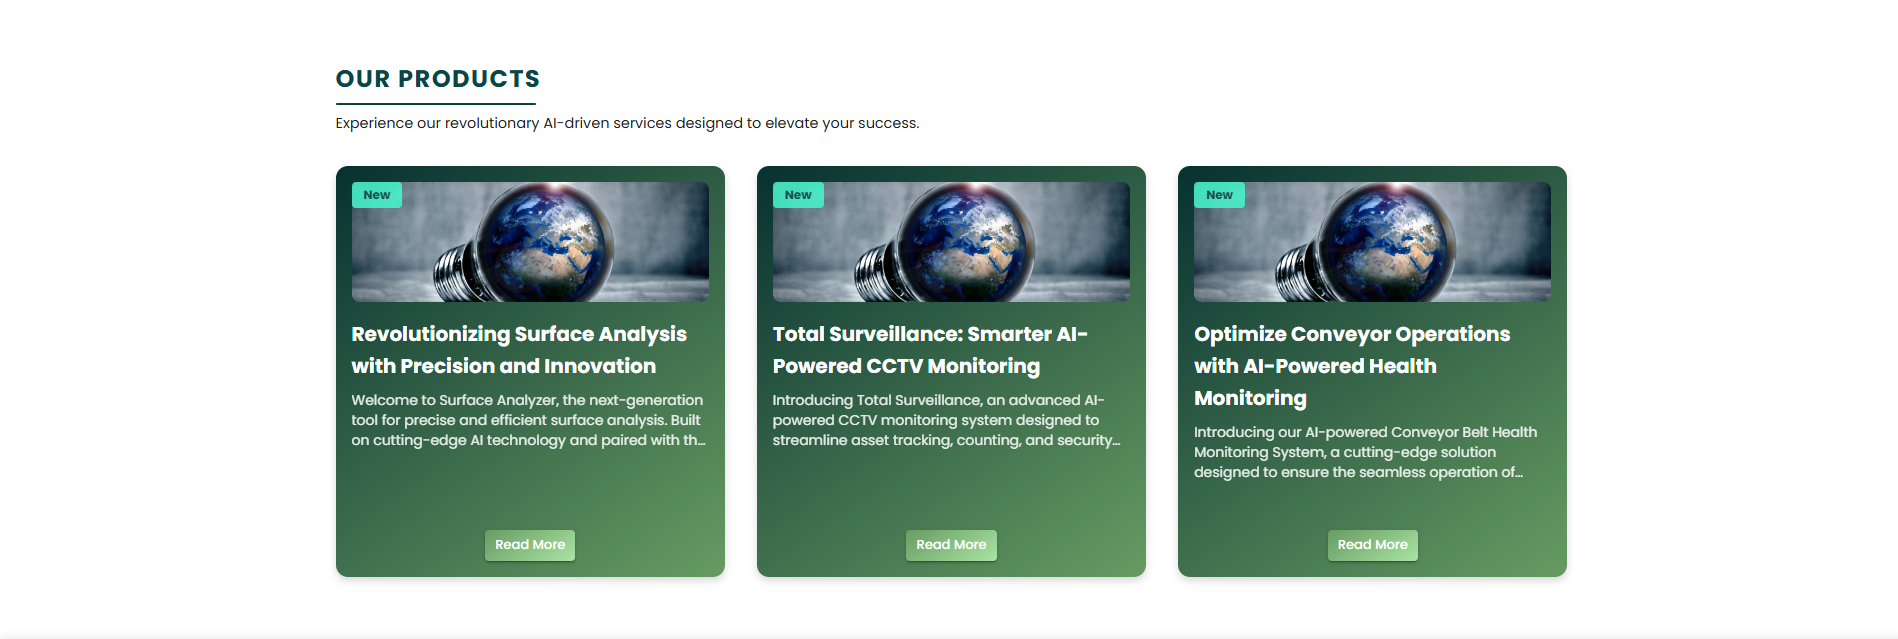 OUR PRODUCTS
Experience our revolutionary AI-driven services designed to elevate your success.
New
Revolutionizing Surface Analysis
with Precision and Innovation
Welcome to Surface Analyzer, the next-generation
tool for precise and efficient surface analysis. Built
on cutting-edge AI technology and paired with th...
Read More
New
Total Surveillance: Smarter AI-
Powered CCTV Monitoring
Introducing Total Surveillance, an advanced AI-
powered CCTV monitoring system designed to
streamline asset tracking, counting, and security...
Read More
New
Optimize Conveyor Operations
with AI-Powered Health
Monitoring
Introducing our AI-powered Conveyor Belt Health
Monitoring System, a cutting-edge solution
designed to ensure the seamless operation of...
Read More